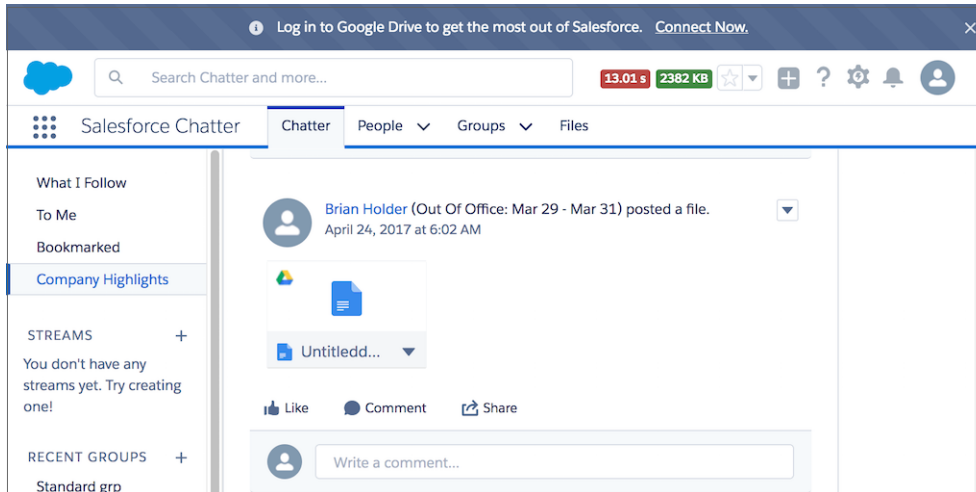 Log in to Google Drive to get the most out of Salesforce. Connect Now.
Search Chatter and more...
13.01 s 2382 KB
Salesforce Chatter Chatter People Groups Files
What I Follow
To Me
Bookmarked
Company Highlights
STREAMS
You don't have any
streams yet. Try creating
one!
RECENT GROUPS
Standard grp
Brian Holder (Out Of Office: Mar 29 - Mar 31) posted a file.
April 24, 2017 at 6:02 AM
Untitledd...
Like Comment Share
Write a comment...